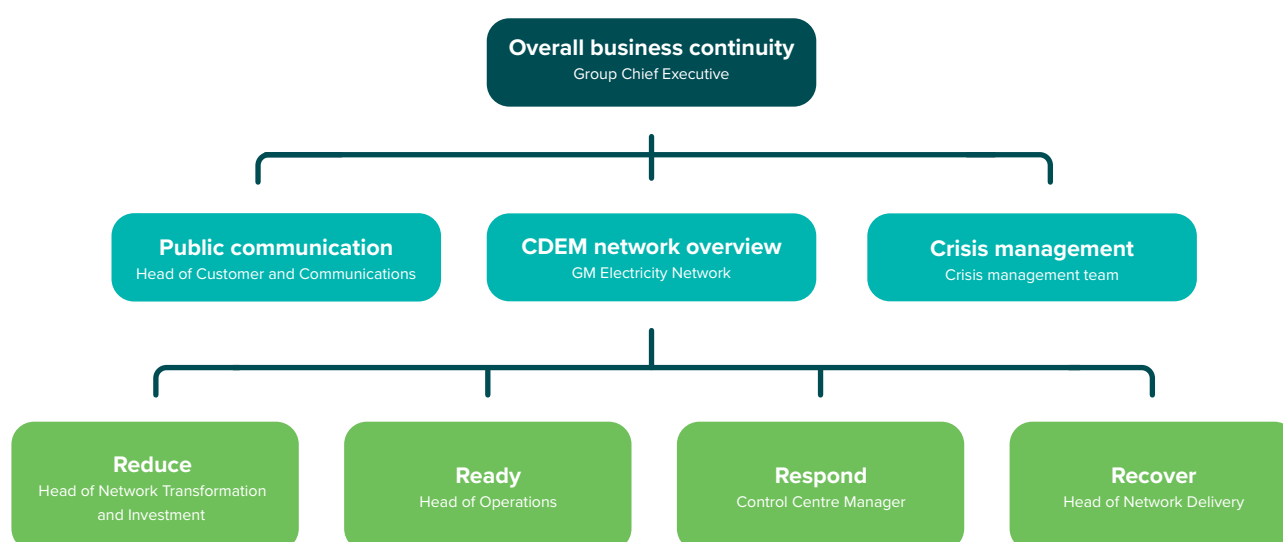 Overall business continuity
Group Chief Executive
Public communication
Head of Customer and Communications
CDEM network overview
GM Electricity Network
Crisis management
Crisis management team
Reduce
Head of Network Transformation
and Investment
Ready
Head of Operations
Respond
Control Centre Manager
Recover
Head of Network Delivery